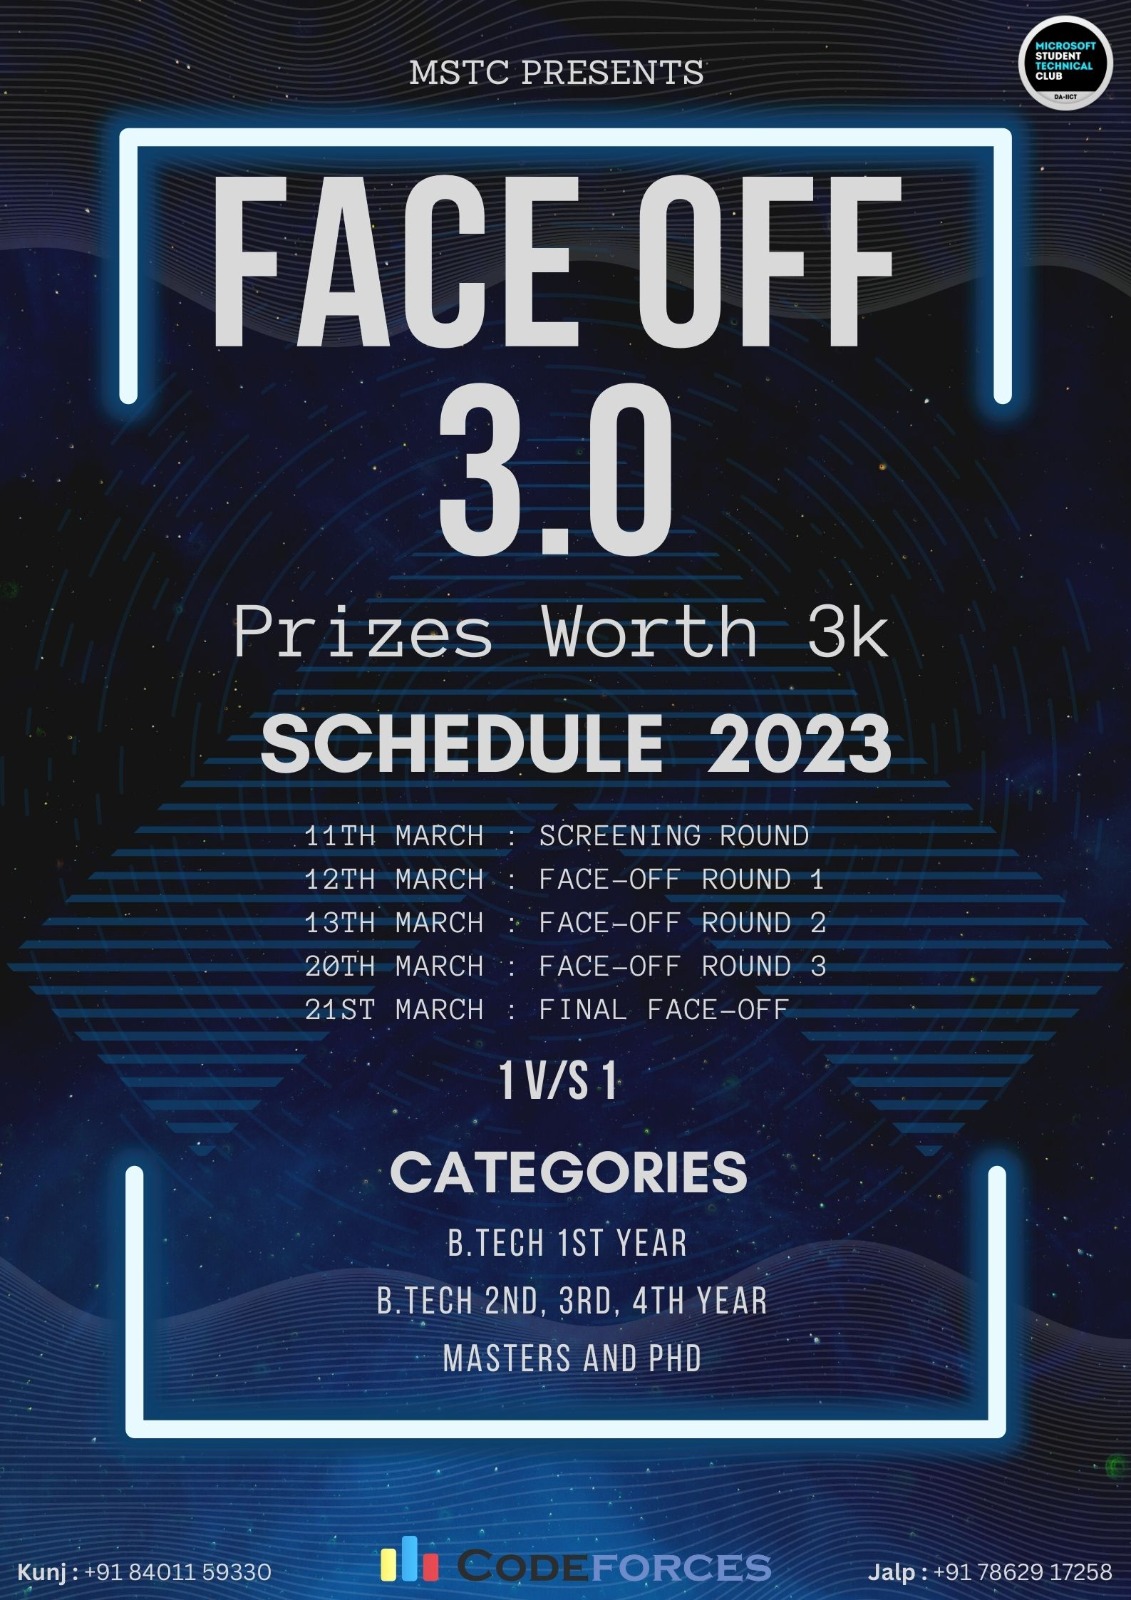 MSTC PRESENTS
MICROSOFT
STUDENT
TECHNICAL
CLUB
DA-IICT
FACE OFF
3.0
Prizes Worth 3k
SCHEDULE 2023
11TH MARCH : SCREENING ROUND
12TH MARCH : FACE-OFF ROUND 1
13TH MARCH : FACE-OFF ROUND 2
20TH MARCH : FACE-OFF ROUND 3
21ST MARCH : FINAL FACE-OFF
1 V/S 1
CATEGORIES
B.TECH 1ST YEAR
B.TECH 2ND, 3RD, 4TH YEAR
MASTERS AND PHD
Kunj : +91 84011 59330
CODEFORCES
Jalp : +91 78629 17258